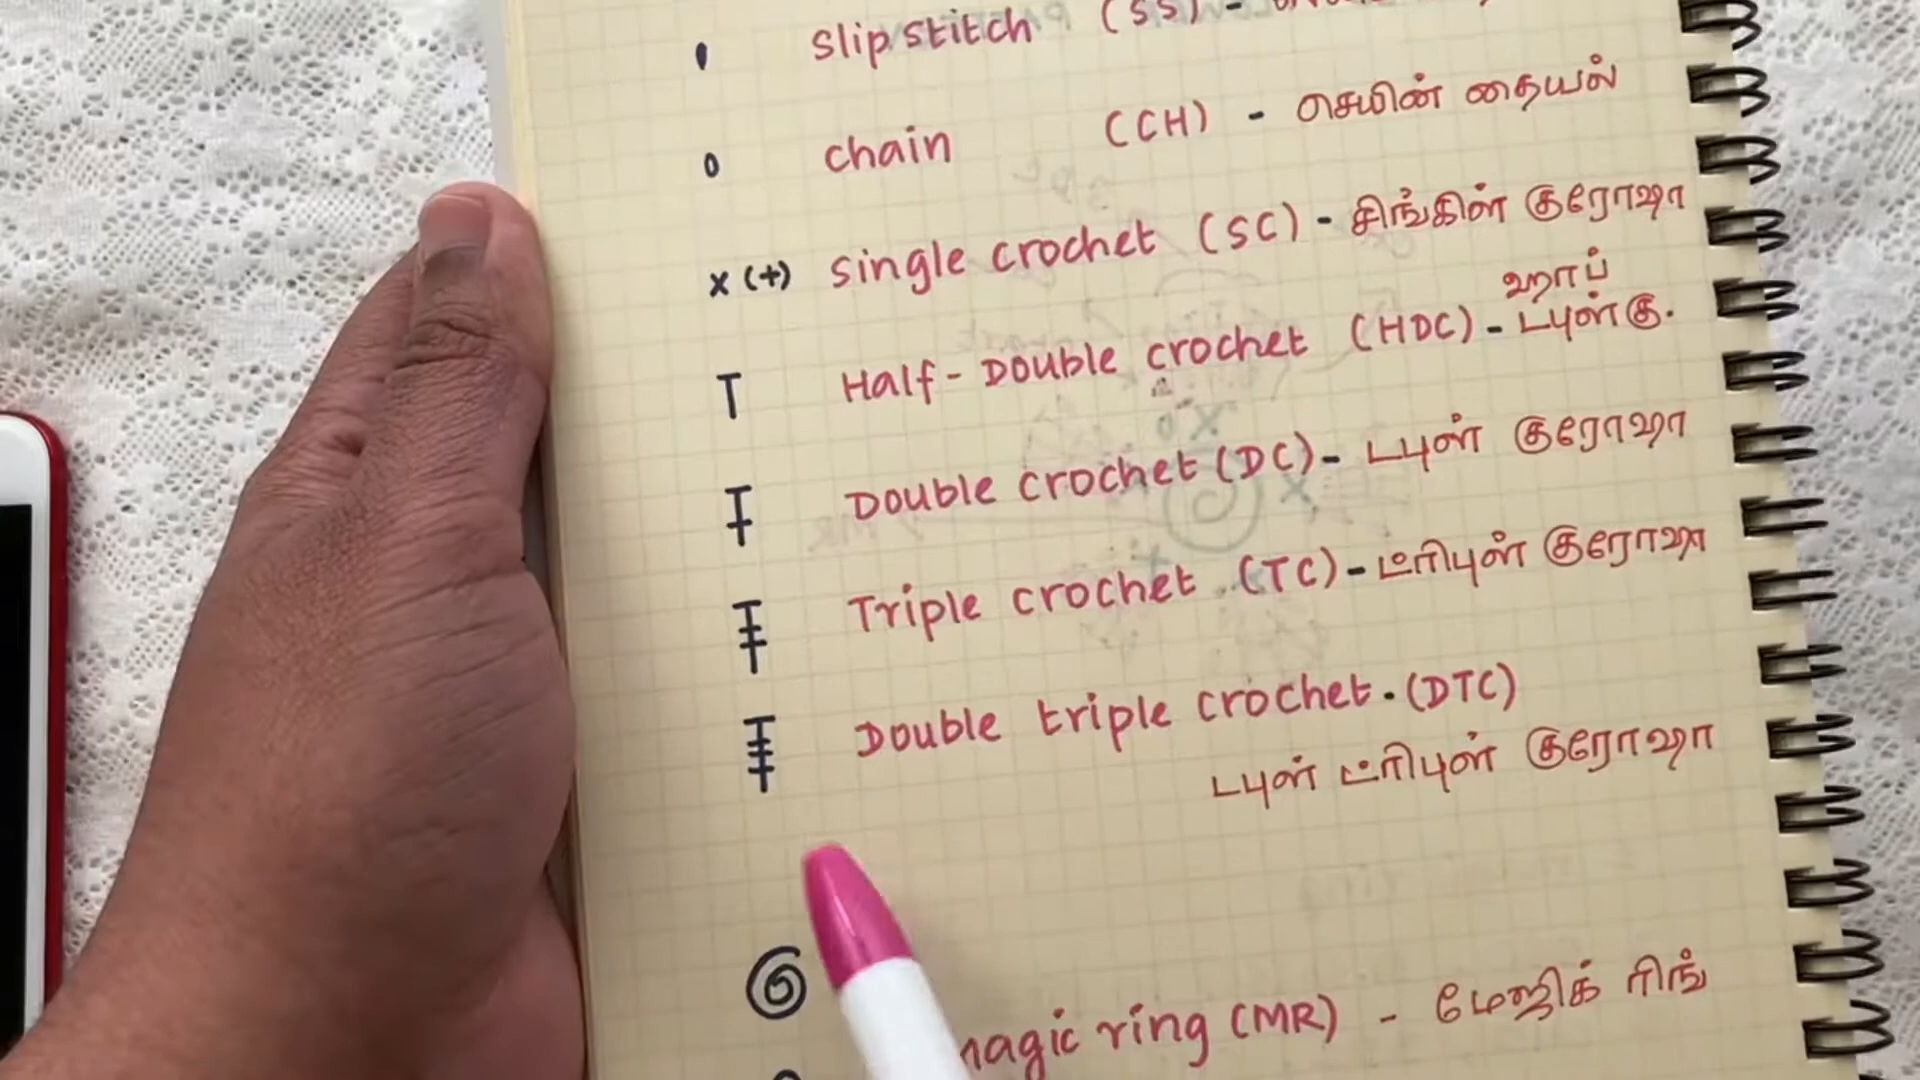 slip stitch (SS) -
chain (CCH) - செயின் தையல்
x (+) single crochet (SC) - சிங்கிள் குரோஷா
Half - Double crochet (HDC) - ஹாப் டபுள் கு.
Double crochet (DC) - டபுள் குரோஷா
Triple crochet (TC) - ட்ரிபுள் குரோஷா
Double triple crochet. (DTC)
டபுள் ட்ரிபுள் குரோஷா
magic ring (MR) - மேஜிக் ரிங்